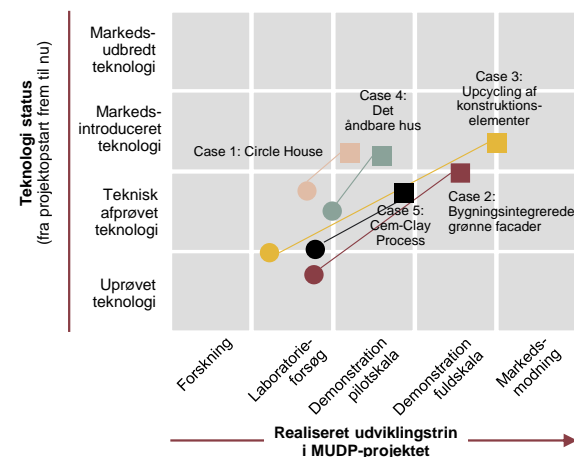 Teknologi status
(fra projektopstart frem til nu)
Markeds-
udbredt
teknologi
Markeds-
introduceret
teknologi
Teknisk
afprøvet
teknologi
Uprøvet
teknologi
Case 1: Circle House
Case 4:
Det
åndbare hus
Case 3:
Upcycling af
konstruktions-
elementer
Case 5:
Cem-Clay
Process
Case 2:
Bygningsintegrerede
grønne facader
Forskning
Laboratorie-
forsøg
Demonstration
pilotskala
Demonstration
fuldskala
Markeds-
modning
Realiseret udviklingstrin
i MUDP-projektet